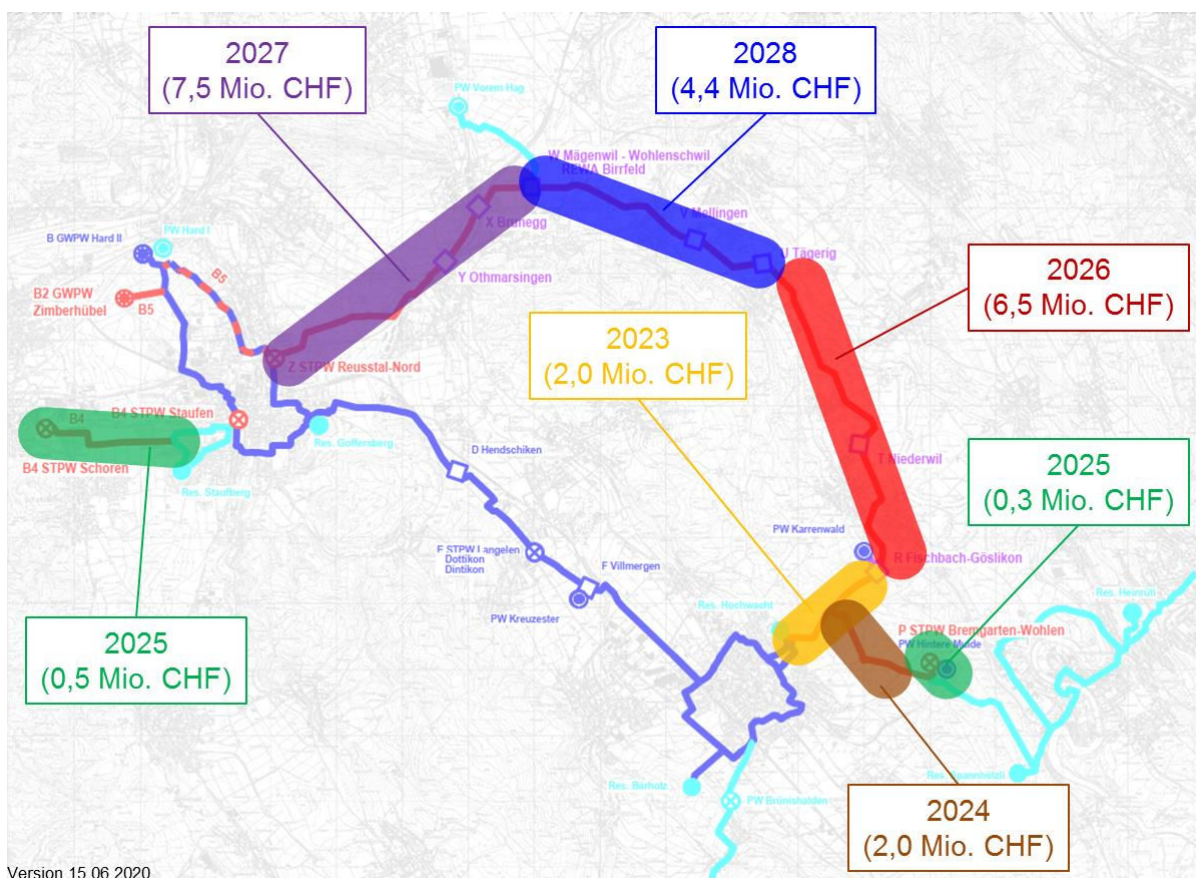 2027
(7,5 Mio. CHF)
2028
(4,4 Mio. CHF)
PW Vorem Hag
W Mägenwil - Wohlenschwil
REWA Birrfeld
X Brunegg
V Mellingen
B GWPW Hard II
PW Hard I
U Tägerig
Y Othmarsingen
B5
B2 GWPW
Zimberhübel
B5
2026
(6,5 Mio. CHF)
2023
(2,0 Mio. CHF)
Z STPW Reusstal-Nord
B4
B4 STPW Staufen
Res. Goffersberg
D Hendschiken
T Niederwil
B4 STPW Schoren
Res. Staufberg
2025
(0,3 Mio. CHF)
PW Karrenwald
E STPW Langelen
Dottikon
Dintikon
F Villmergen
R Fischbach-Göslikon
PW Kreuzester
Res. Hochwacht
Res. Heinrüti
2025
(0,5 Mio. CHF)
P STPW Bremgarten-Wohlen
PW Hintere Mulde
Res.
Res. Bärholz
PW Brünishalden
2024
(2,0 Mio. CHF)
Version 15.06.2020